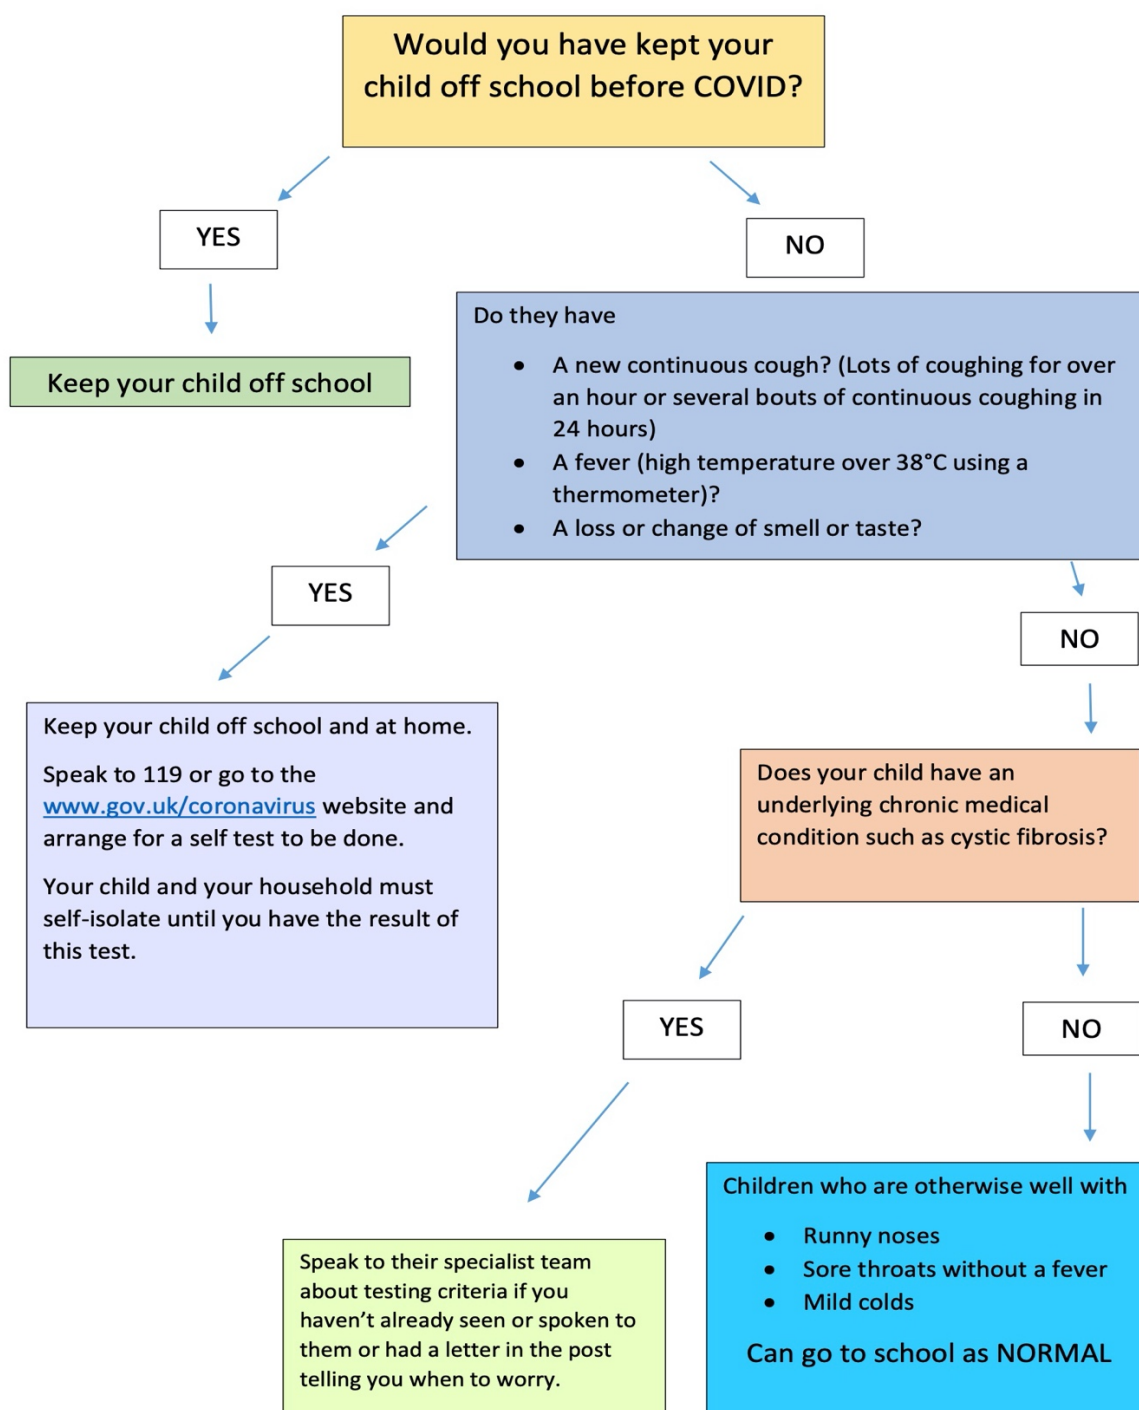 Would you have kept your
child off school before COVID?
YES
NO
Keep your child off school
Do they have
• A new continuous cough? (Lots of coughing for over
an hour or several bouts of continuous coughing in
24 hours)
• A fever (high temperature over 38°C using a
thermometer)?
• A loss or change of smell or taste?
YES
NO
Keep your child off school and at home.
Speak to 119 or go to the
www.gov.uk/coronavirus website and
arrange for a self test to be done.
Your child and your household must
self-isolate until you have the result of
this test.
Does your child have an
underlying chronic medical
condition such as cystic fibrosis?
YES
NO
Speak to their specialist team
about testing criteria if you
haven’t already seen or spoken to
them or had a letter in the post
telling you when to worry.
Children who are otherwise well with
• Runny noses
• Sore throats without a fever
• Mild colds
Can go to school as NORMAL